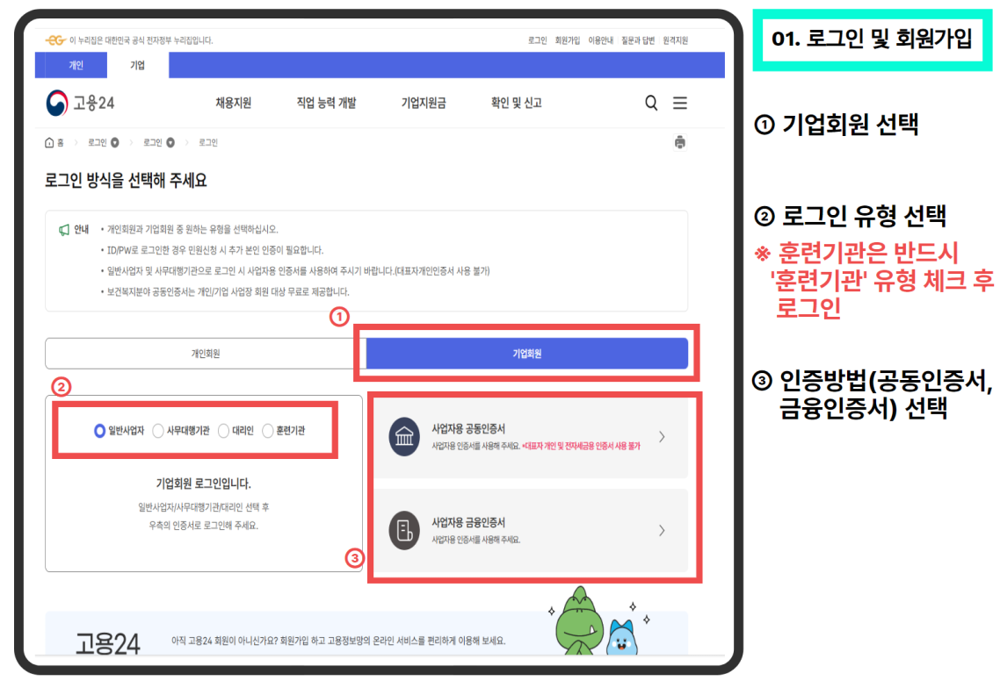 이 누리집은 대한민국 공식 전자정부 누리집입니다.
로그인 회원가입 이용안내 질문과 답변 원격지원
개인 기업
고용24 채용지원 직업 능력 개발 기업지원금 확인 및 신고
홈 로그인 로그인 로그인
로그인 방식을 선택해 주세요
안내 • 개인회원과 기업회원 중 원하는 유형을 선택하십시오.
• ID/PW로 로그인한 경우 민원신청 시 추가 본인 인증이 필요합니다.
• 일반사업자 및 사무대행기관으로 로그인 시 사업자용 인증서를 사용하여 주시기 바랍니다.(대표자개인인증서 사용 불가)
• 보건복지분야 공동인증서는 개인/기업 사업장 회원 대상 무료로 제공합니다.
①
개인회원 기업회원
②
일반사업자 사무대행기관 대리인 훈련기관
기업회원 로그인입니다.
일반사업자/사무대행기관/대리인 선택 후
우측의 인증서로 로그인해 주세요.
사업자용 공동인증서
사업자용 인증서를 사용해 주세요. *대표자 개인 및 전자세금용 인증서 사용 불가
사업자용 금융인증서
사업자용 인증서를 사용해 주세요.
③
고용24 아직 고용24 회원이 아니신가요? 회원가입 하고 고용정보망의 온라인 서비스를 편리하게 이용해 보세요.
01. 로그인 및 회원가입
① 기업회원 선택
② 로그인 유형 선택
※ 훈련기관은 반드시
'훈련기관' 유형 체크 후
로그인
③ 인증방법(공동인증서,
금융인증서) 선택